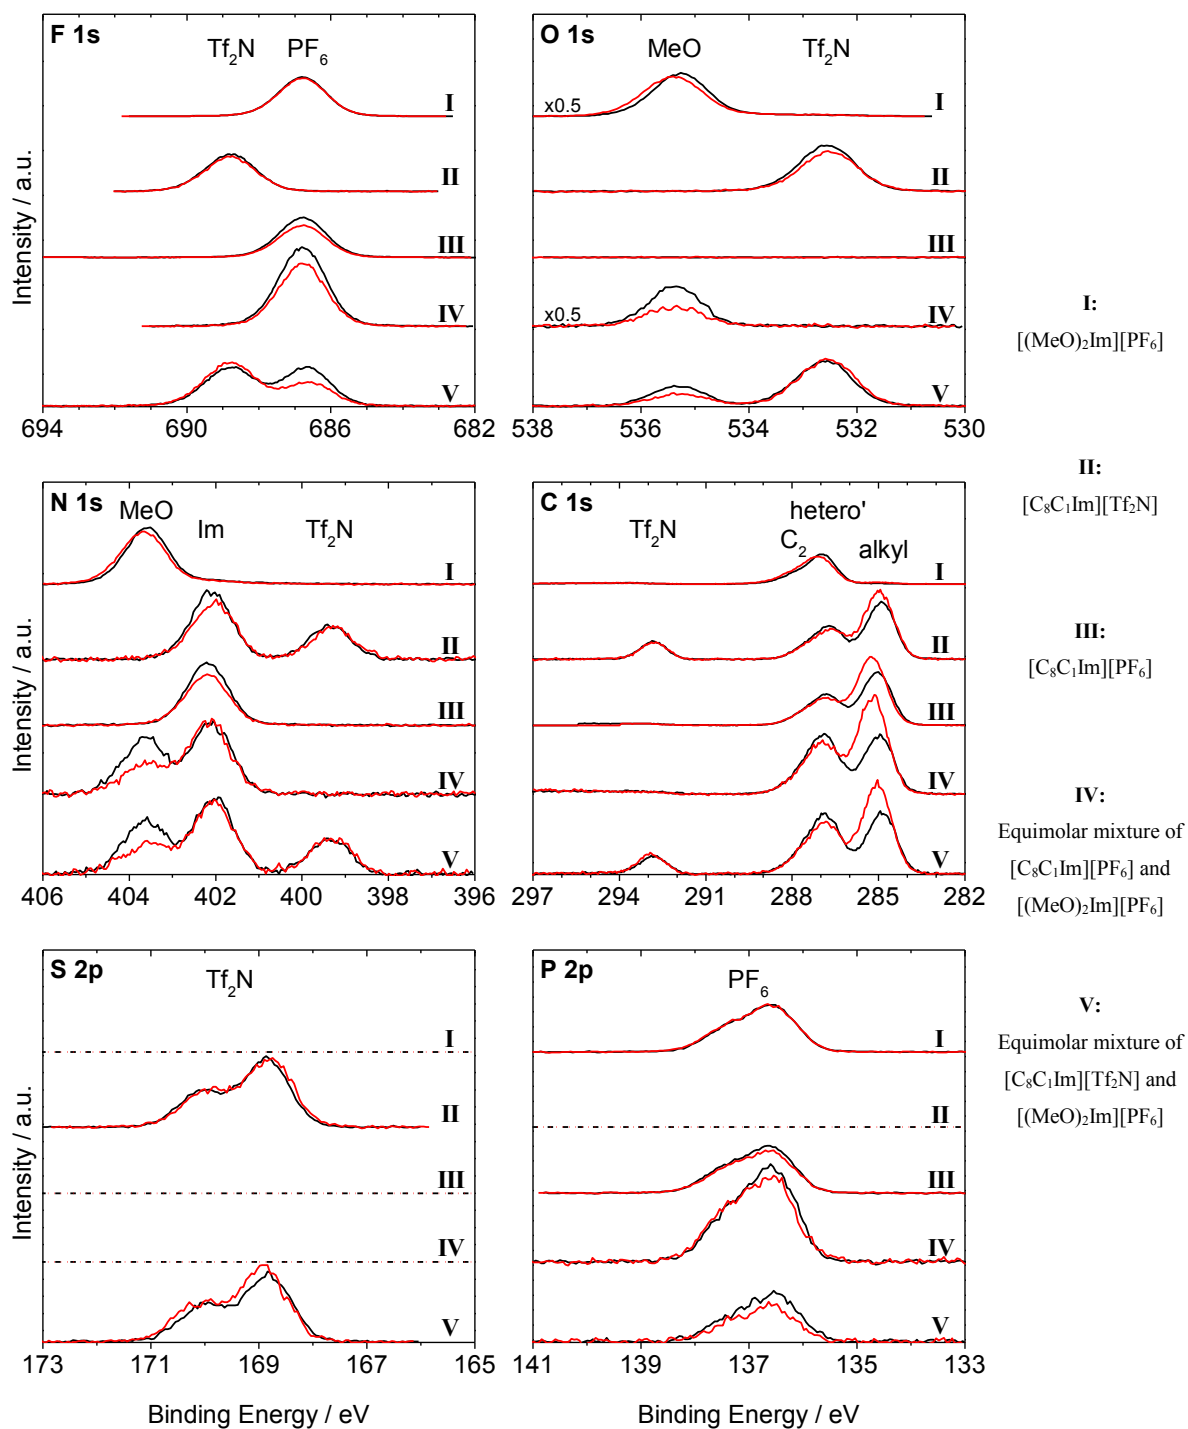 F 1s
Tf2N PF6
I
II
III
IV
V
694 690 686 682
Intensity / a.u.
O 1s
MeO Tf2N
x0.5 I
II
III
x0.5 IV
V
538 536 534 532 530
N 1s
MeO Im Tf2N
I
II
III
IV
V
406 404 402 400 398 396
Intensity / a.u.
C 1s
hetero'
Tf2N C2 alkyl
I
II
III
IV
V
297 294 291 288 285 282
S 2p
Tf2N
I
II
III
IV
V
173 171 169 167 165
Intensity / a.u.
Binding Energy / eV
P 2p
PF6
I
II
III
IV
V
141 139 137 135 133
Binding Energy / eV
I:
[(MeO)2Im][PF6]
II:
[C8C1Im][Tf2N]
III:
[C8C1Im][PF6]
IV:
Equimolar mixture of
[C8C1Im][PF6] and
[(MeO)2Im][PF6]
V:
Equimolar mixture of
[C8C1Im][Tf2N] and
[(MeO)2Im][PF6]